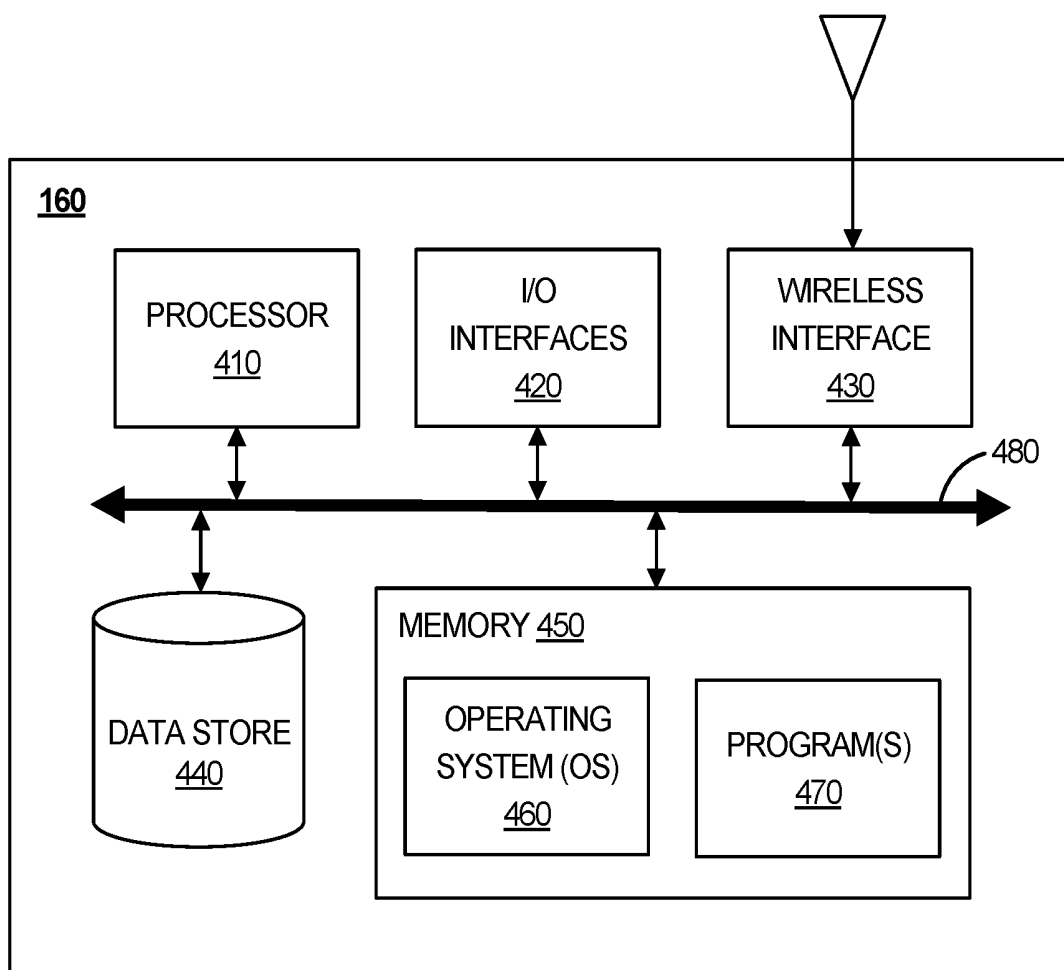 160
PROCESSOR
410
I/O
INTERFACES
420
WIRELESS
INTERFACE
430
480
DATA STORE
440
MEMORY 450
OPERATING
SYSTEM (OS)
460
PROGRAM(S)
470